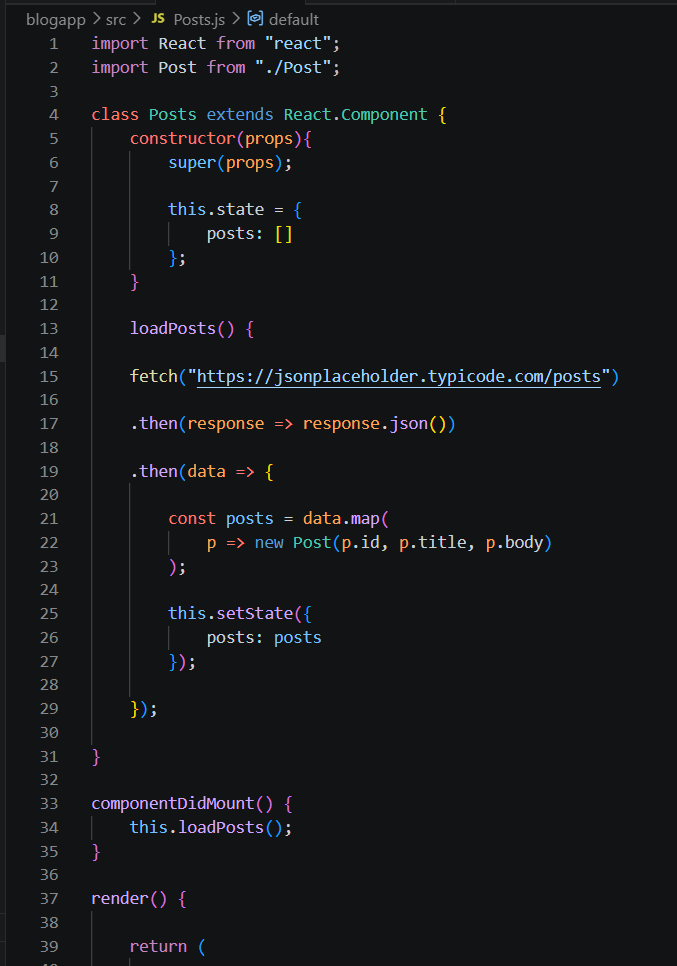 blogapp > src > JS Posts.js > default
1 import React from "react";
2 import Post from "./Post";
3
4 class Posts extends React.Component {
5 constructor(props){
6 super(props);
7
8 this.state = {
9 posts: []
10 };
11 }
12
13 loadPosts() {
14
15 fetch("https://jsonplaceholder.typicode.com/posts")
16
17 .then(response => response.json())
18
19 .then(data => {
20
21 const posts = data.map(
22 p => new Post(p.id, p.title, p.body)
23 );
24
25 this.setState({
26 posts: posts
27 });
28
29 });
30
31 }
32
33 componentDidMount() {
34 this.loadPosts();
35 }
36
37 render() {
38
39 return (